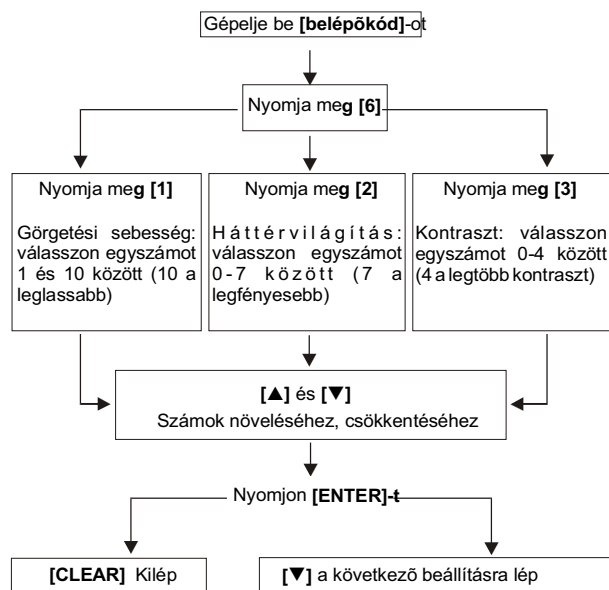 Gépelje be [belépõkód]-ot
Nyomja meg [6]
Nyomja meg [1]
Görgetési sebesség:
válasszon egyszámot
1 és 10 között (10 a
leglassabb)
Nyomja meg [2]
Háttérvilágítás:
válasszon egyszámot
0-7 között (7 a
legfényesebb)
Nyomja meg [3]
Kontraszt: válasszon
egyszámot 0-4 között
(4 a legtöbb kontraszt)
[▲] és [▼]
Számok növeléséhez, csökkentéséhez
Nyomjon [ENTER]-t
[CLEAR] Kilép
[▼] a következõ beállításra lép